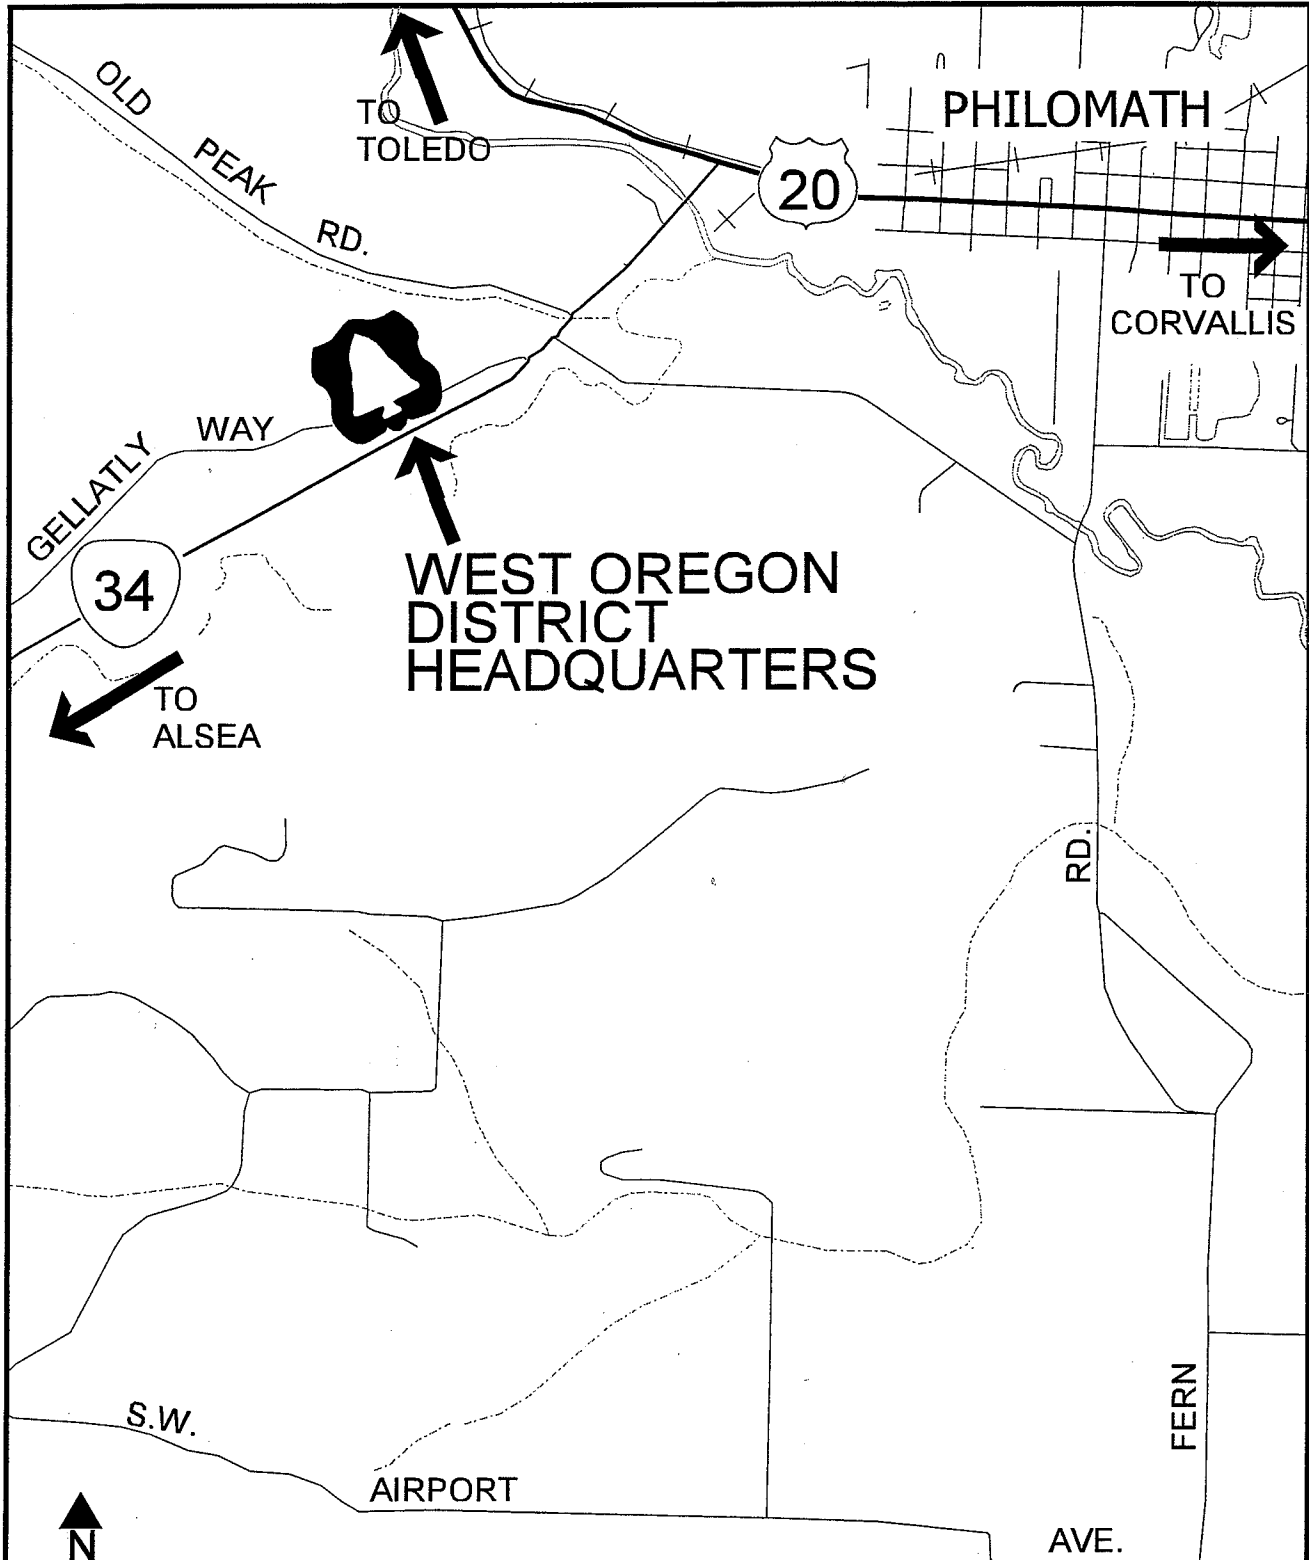 OLD
PEAK
RD.
TO
TOLEDO
PHILOMATH
20
TO
CORVALLIS
GELLATLY
WAY
34
WEST OREGON
DISTRICT
HEADQUARTERS
TO
ALSEA
RD.
FERN
S.W.
AIRPORT
AVE.
N